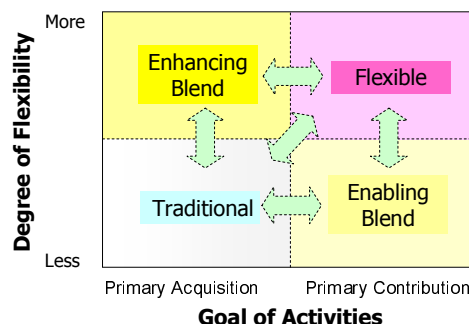 More
Degree of Flexibility
Less
Enhancing
Blend
Flexible
Traditional
Enabling
Blend
Primary Acquisition
Primary Contribution
Goal of Activities